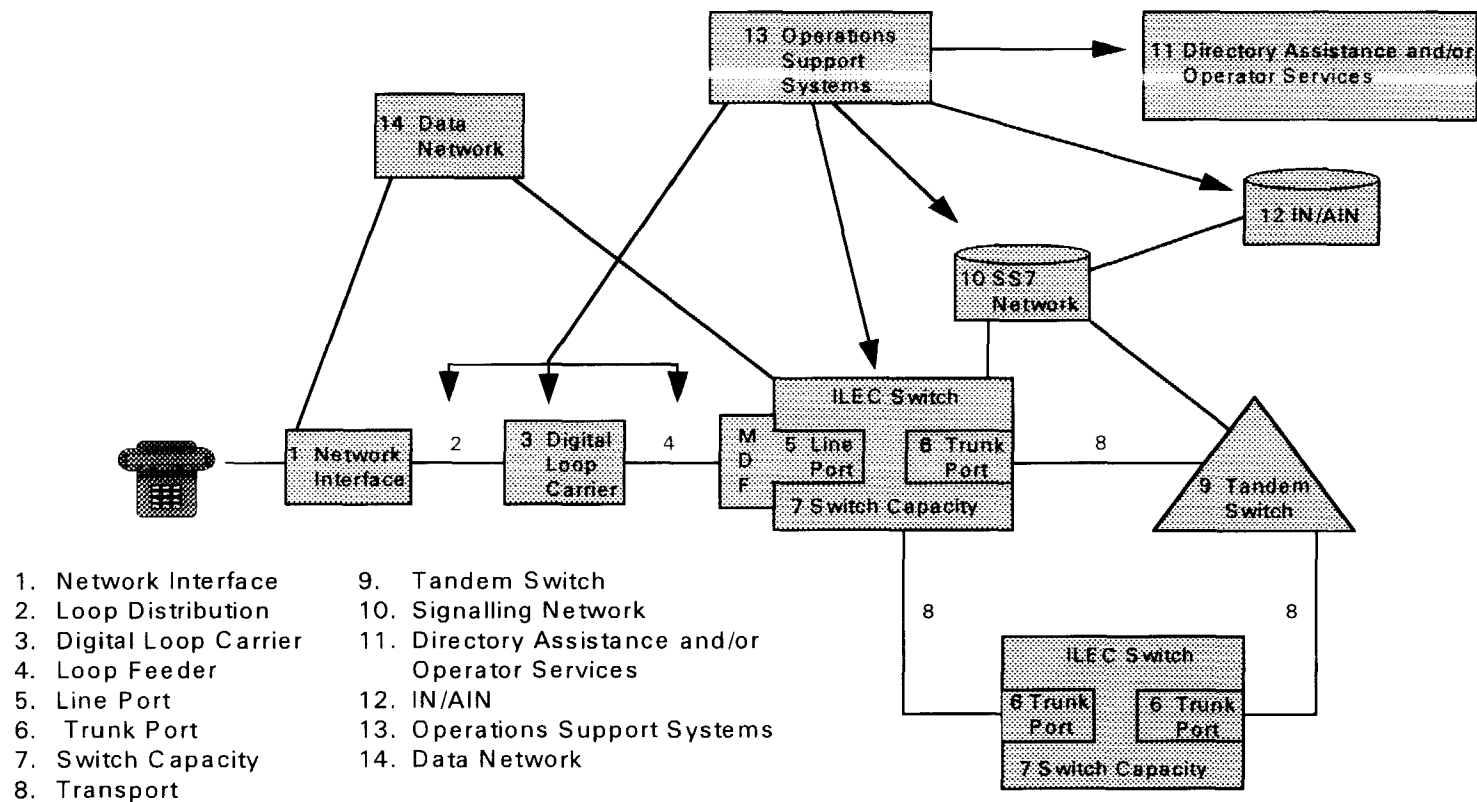 13 Operations
Support
Systems
11 Directory Assistance and/or
Operator Services
14 Data
Network
12 IN/AIN
10 SS7
Network
ILEC Switch
1 Network
Interface
2
3 Digital
Loop
Carrier
4
M
D
F
5 Line
Port
6 Trunk
Port
8
7 Switch Capacity
9 Tandem
Switch
8
8
ILEC Switch
6 Trunk
Port
6 Trunk
Port
7 Switch Capacity
1. Network Interface
2. Loop Distribution
3. Digital Loop Carrier
4. Loop Feeder
5. Line Port
6. Trunk Port
7. Switch Capacity
8. Transport
9. Tandem Switch
10. Signalling Network
11. Directory Assistance and/or
Operator Services
12. IN/AIN
13. Operations Support Systems
14. Data Network